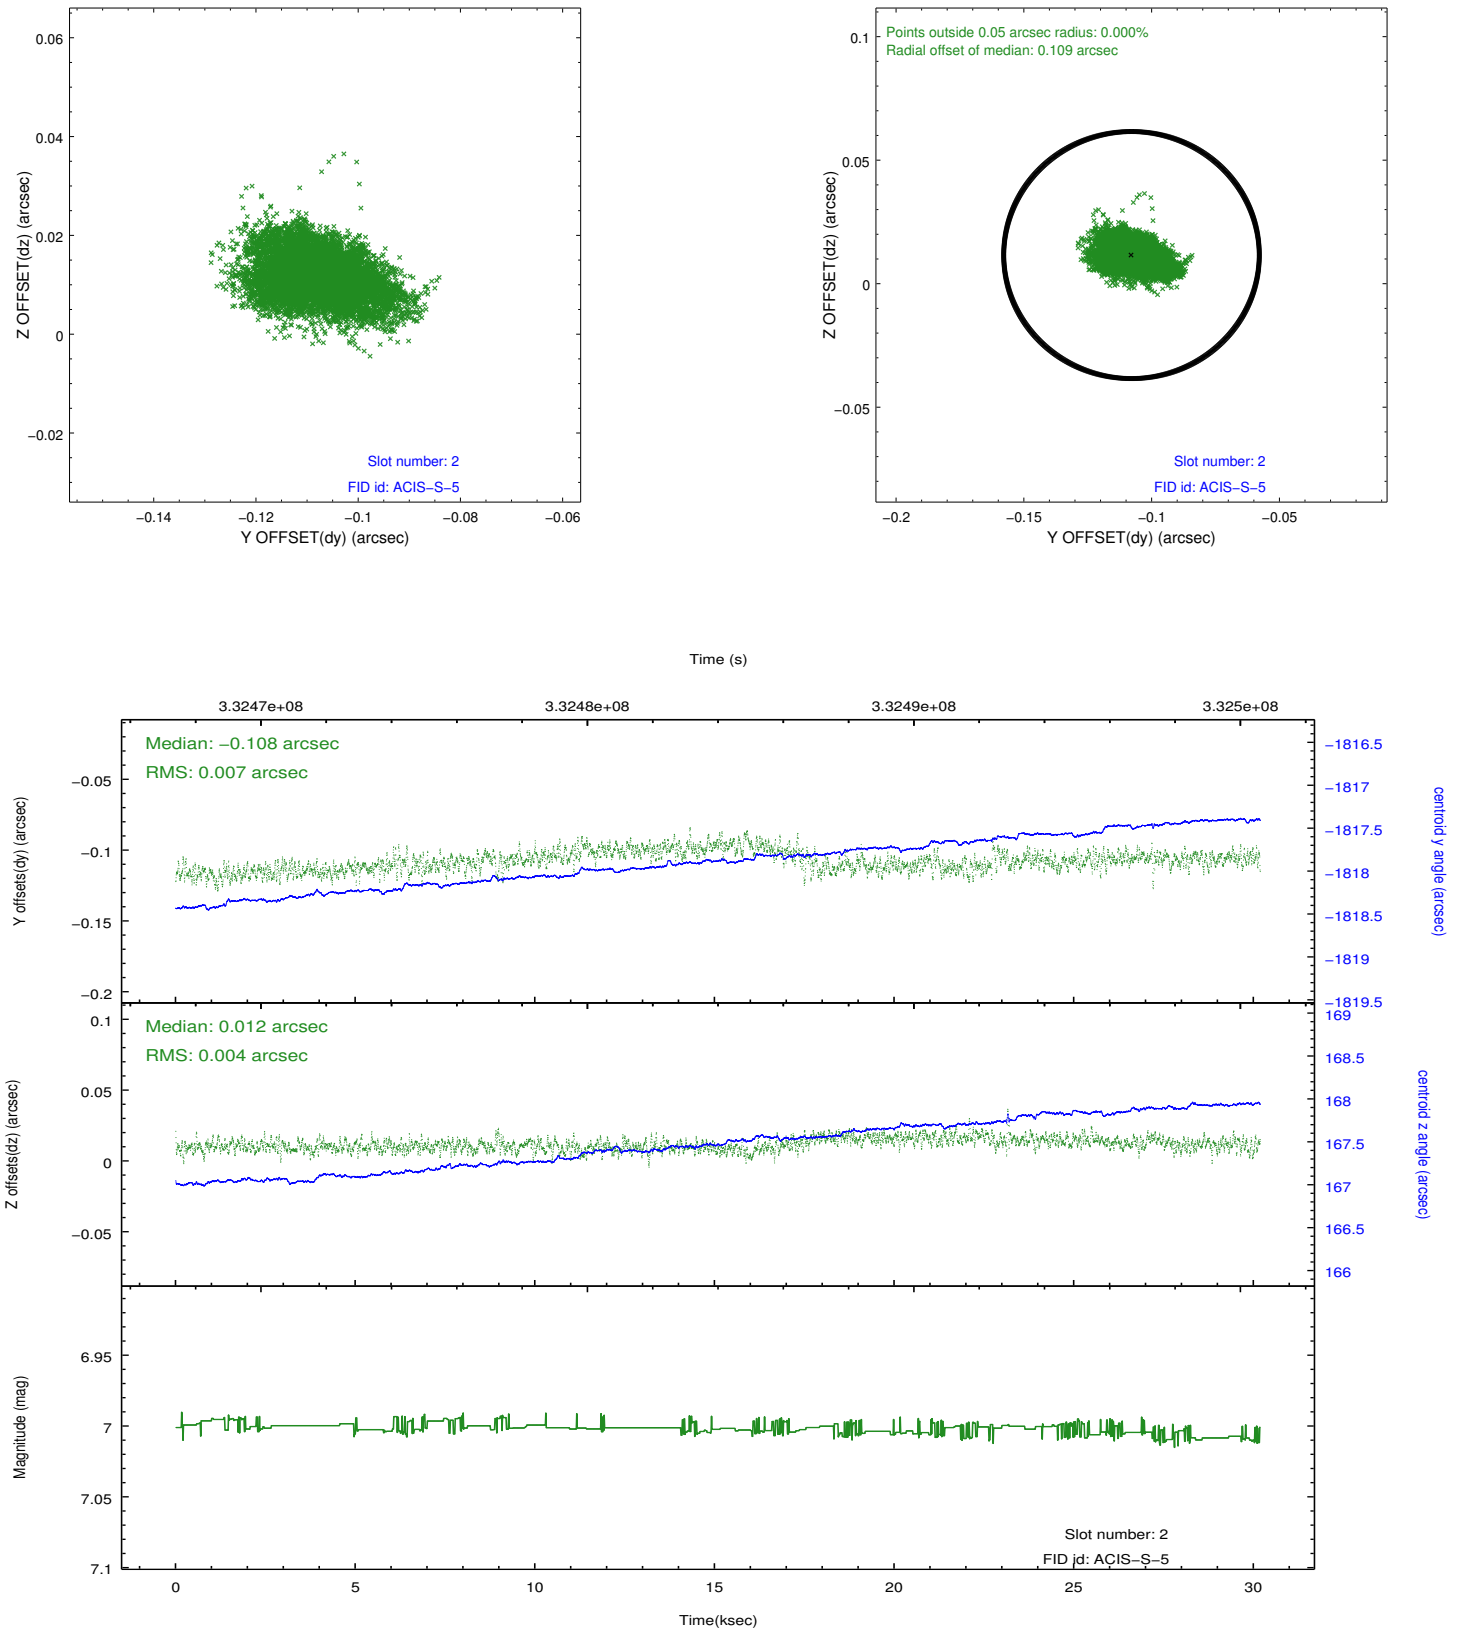 0.06
0.04
0.02
0
−0.02
−0.14
−0.12
−0.1
−0.08
−0.06
Z OFFSET(dz) (arcsec)
Y OFFSET(dy) (arcsec)
Slot number: 2
FID id: ACIS−S−5
Points outside 0.05 arcsec radius: 0.000%
Radial offset of median: 0.109 arcsec
0.1
0.05
0
−0.05
−0.2
−0.15
−0.1
−0.05
Z OFFSET(dz) (arcsec)
Y OFFSET(dy) (arcsec)
Slot number: 2
FID id: ACIS−S−5
Time (s)
3.3247e+08
3.3248e+08
3.3249e+08
3.325e+08
Median: −0.108 arcsec
RMS: 0.007 arcsec
−0.05
−0.1
−0.15
−0.2
Y offsets(dy) (arcsec)
−1816.5
−1817
−1817.5
−1818
−1818.5
−1819
−1819.5
centroid y angle (arcsec)
Median: 0.012 arcsec
RMS: 0.004 arcsec
0.1
0.05
0
−0.05
Z offsets(dz) (arcsec)
169
168.5
168
167.5
167
166.5
166
centroid z angle (arcsec)
6.95
7
7.05
7.1
Magnitude (mag)
Slot number: 2
FID id: ACIS−S−5
0
5
10
15
20
25
30
Time(ksec)